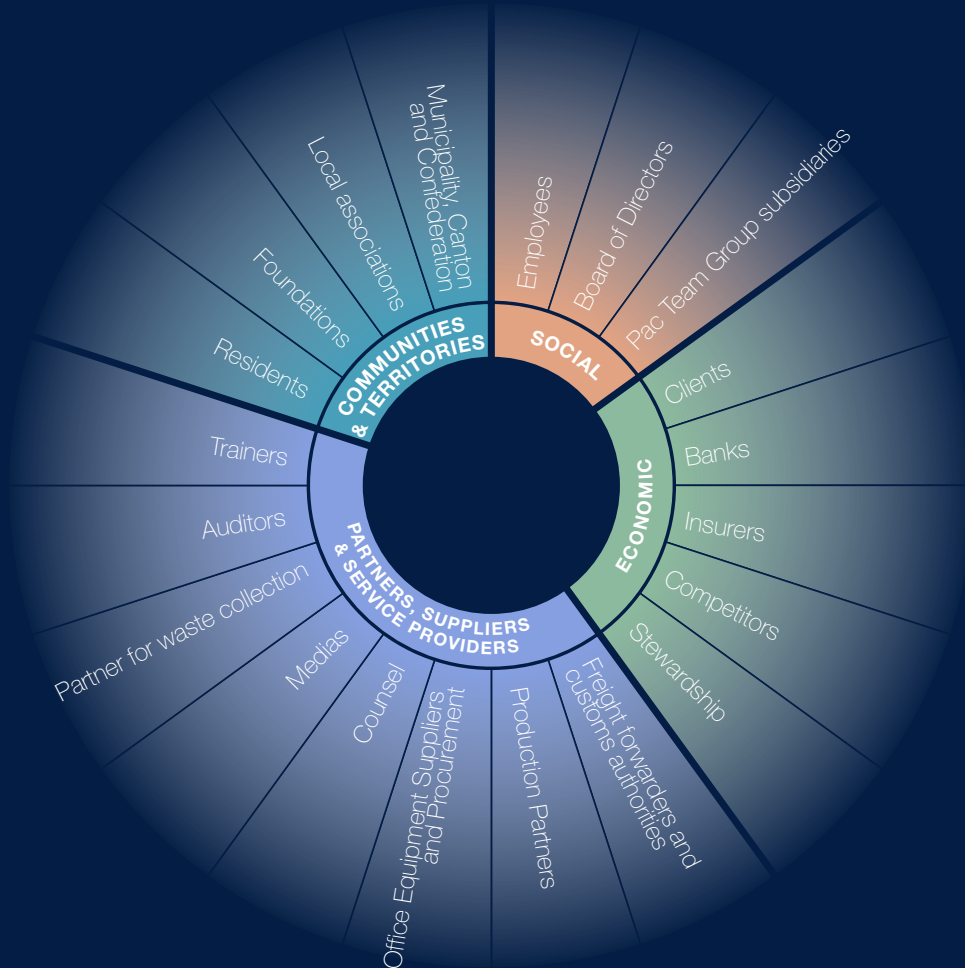 SOCIAL
Employees
Board of Directors
Pac Team Group subsidiaries
ECONOMIC
Clients
Banks
Insurers
Competitors
Stewardship
PARTNERS, SUPPLIERS
& SERVICE PROVIDERS
Freight forwarders and
customs authorities
Production Partners
Office Equipment Suppliers
and Procurement
Counsel
Medias
Partner for waste collection
Auditors
Trainers
COMMUNITIES
& TERRITORIES
Residents
Foundations
Local associations
Municipality, Canton
and Confederation